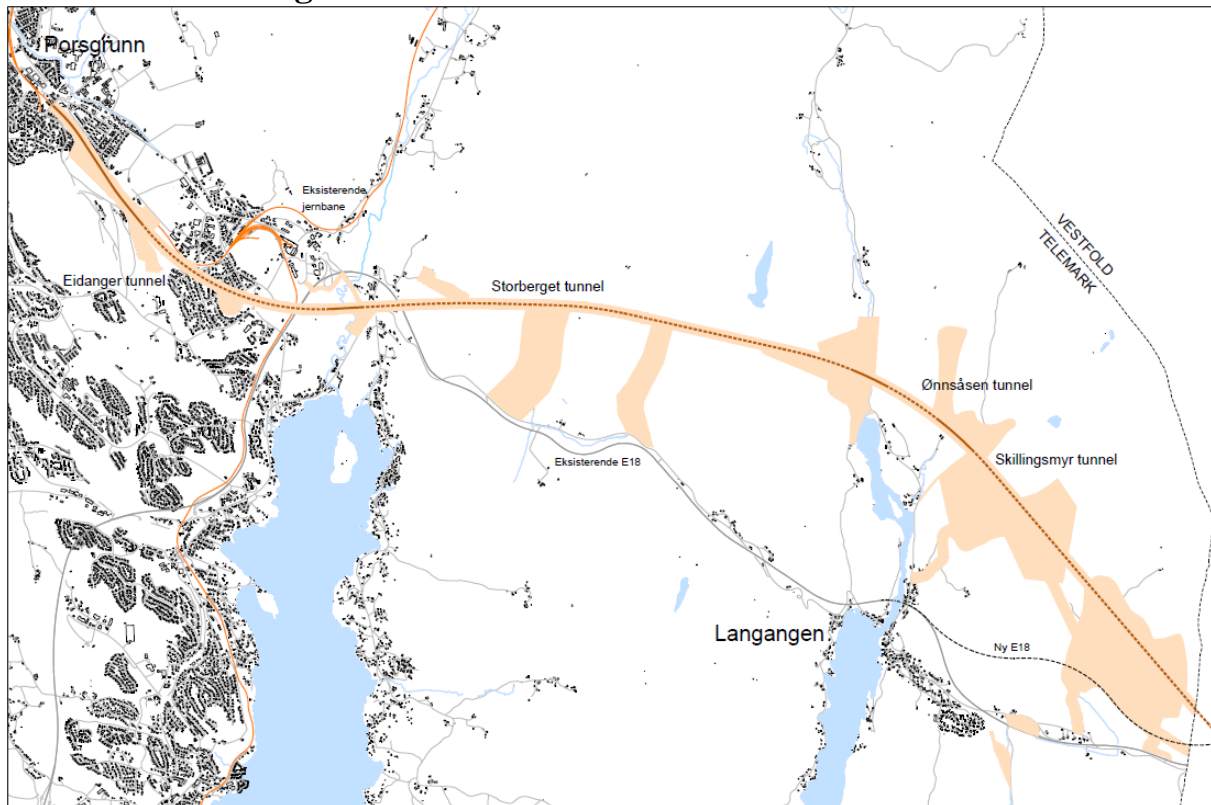 Porsgrunn
Eksisterende
jernbane
VESTFOLD
TELEMARK
Eidanger tunnel
Storberget tunnel
Ønnsåsen tunnel
Skillingsmyr tunnel
Eksisterende E18
Langangen
Ny E18